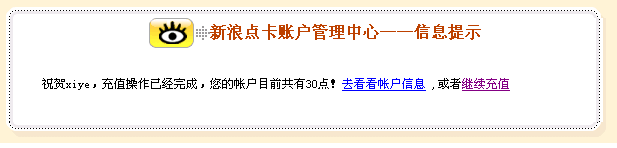 新浪点卡账户管理中心——信息提示
祝贺xiye，充值操作已经完成，您的帐户目前共有30点！去看看帐户信息 ,或者继续充值